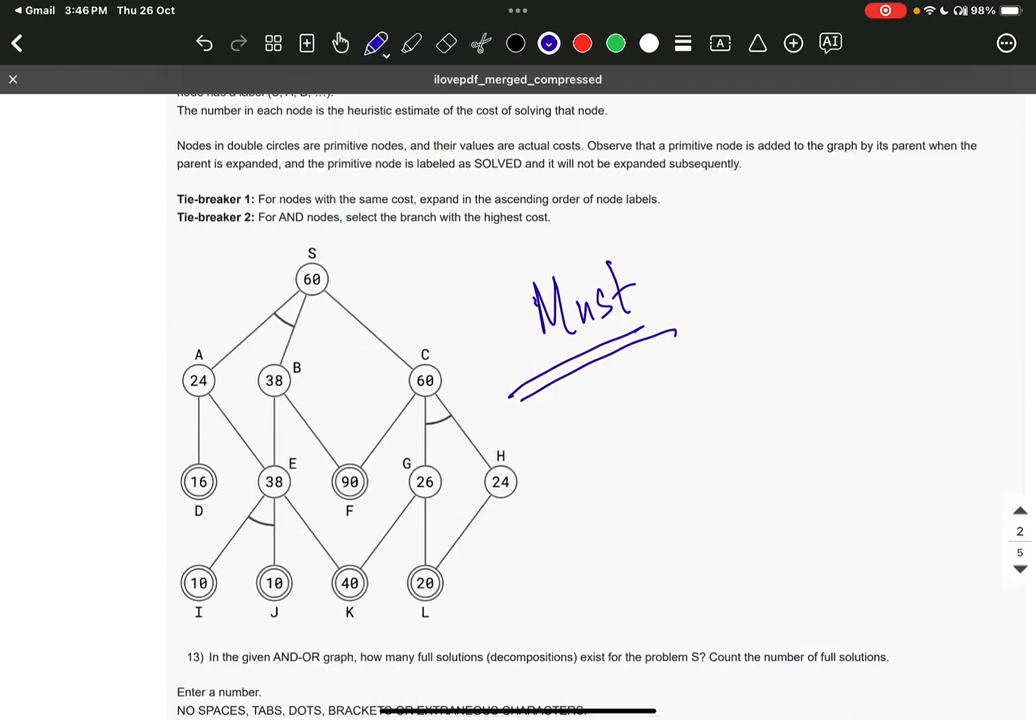 Gmail 3:46 PM Thu 26 Oct 98%
A AI
ilovepdf_merged_compressed
The number in each node is the heuristic estimate of the cost of solving that node.
Nodes in double circles are primitive nodes, and their values are actual costs. Observe that a primitive node is added to the graph by its parent when the
parent is expanded, and the primitive node is labeled as SOLVED and it will not be expanded subsequently.
Tie-breaker 1: For nodes with the same cost, expand in the ascending order of node labels.
Tie-breaker 2: For AND nodes, select the branch with the highest cost.
S
60
Must
A B C
24 38 60
E G H
16 38 90 26 24
D F
10 10 40 20
I J K L
2
5
13) In the given AND-OR graph, how many full solutions (decompositions) exist for the problem S? Count the number of full solutions.
Enter a number.
NO SPACES, TABS, DOTS, BRACKETS OR EXTRANEOUS CHARACTERS.